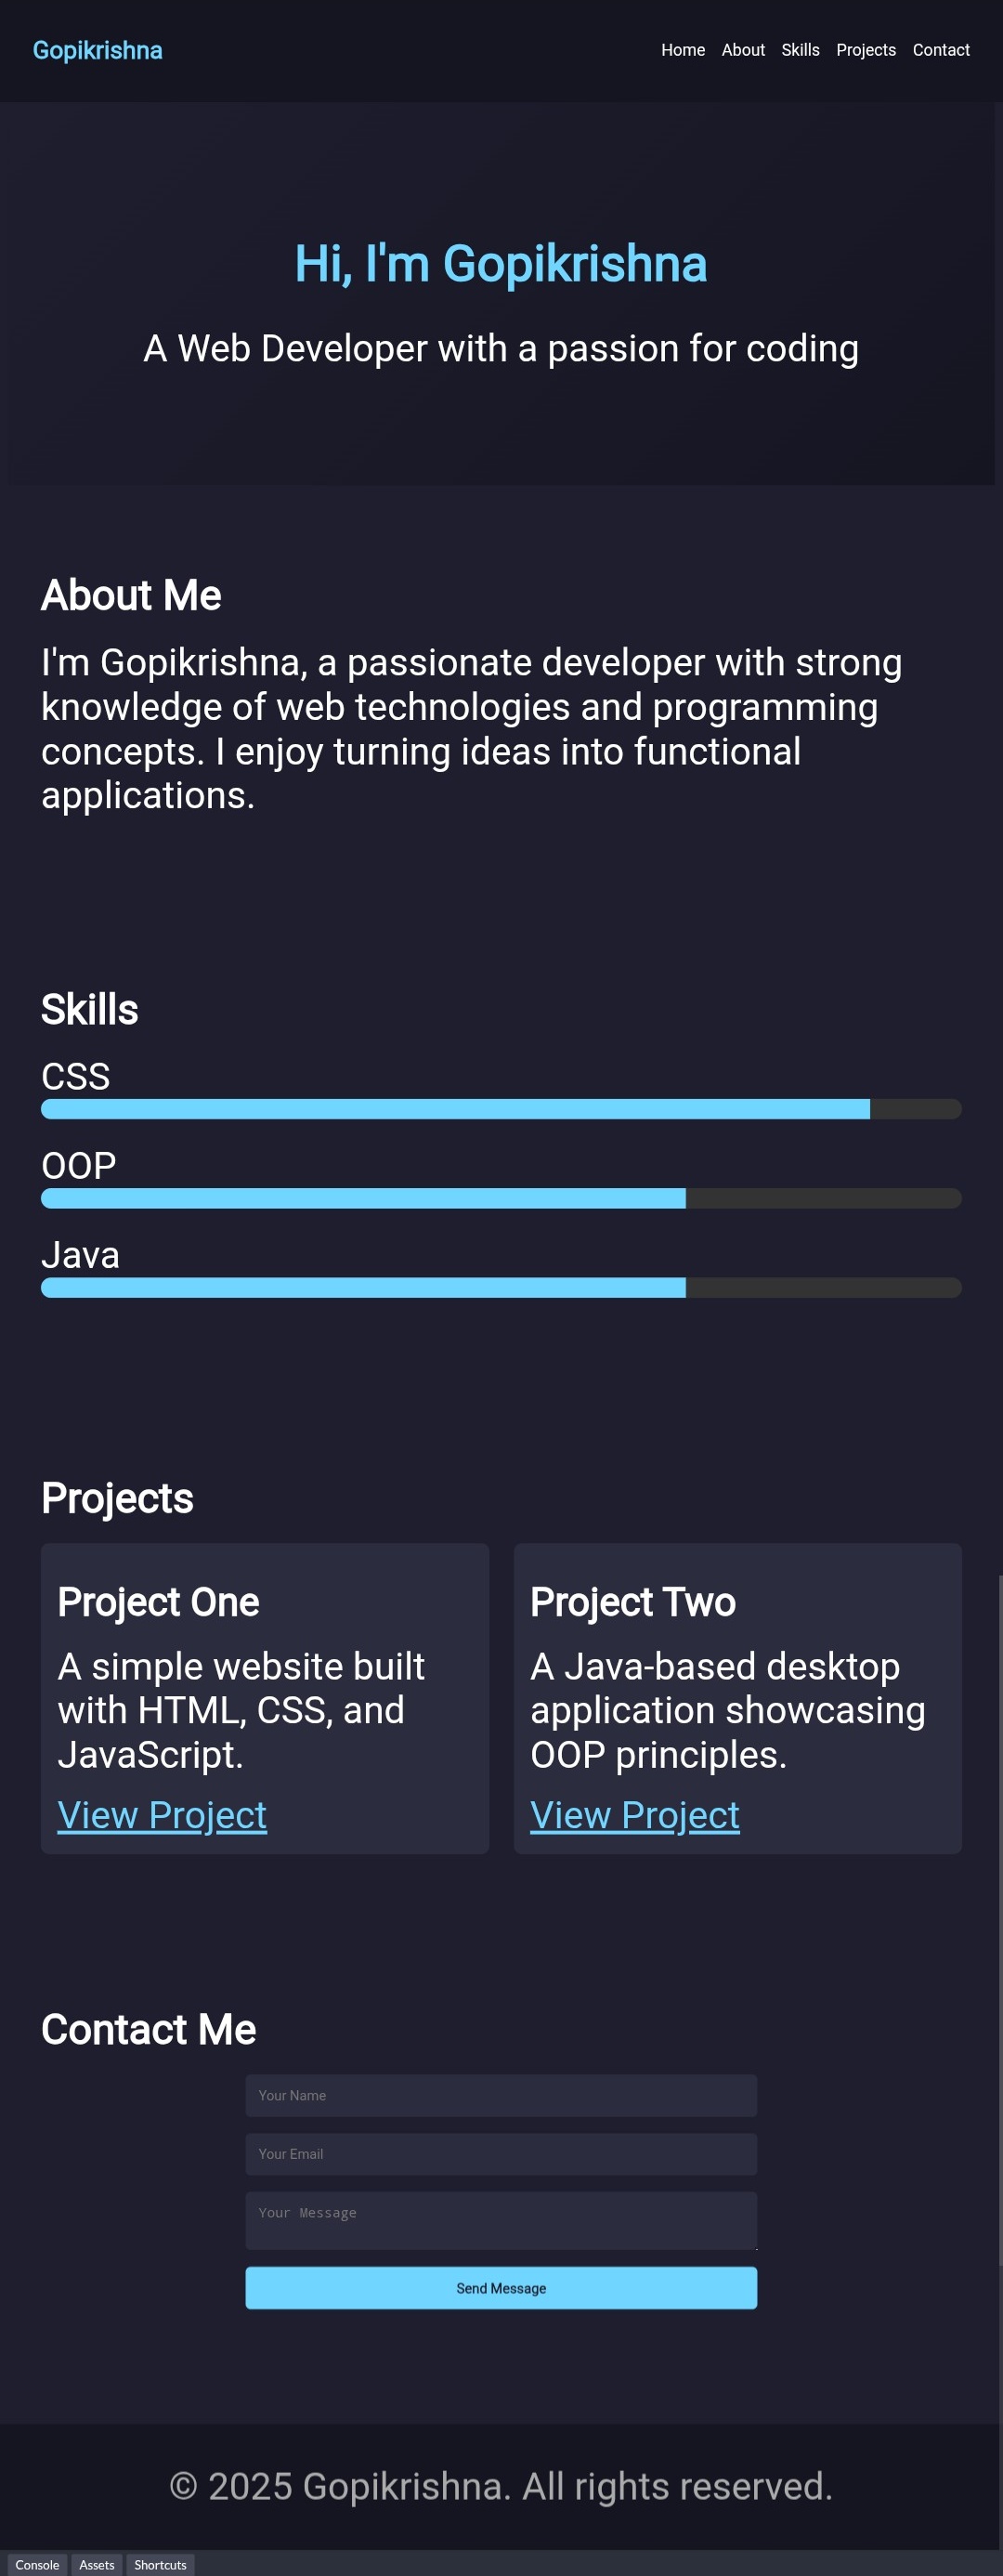 Gopikrishna
Home About Skills Projects Contact
Hi, I'm Gopikrishna
A Web Developer with a passion for coding
About Me
I'm Gopikrishna, a passionate developer with strong
knowledge of web technologies and programming
concepts. I enjoy turning ideas into functional
applications.
Skills
CSS
OOP
Java
Projects
Project One
A simple website built
with HTML, CSS, and
JavaScript.
View Project
Project Two
A Java-based desktop
application showcasing
OOP principles.
View Project
Contact Me
Your Name
Your Email
Your Message
Send Message
© 2025 Gopikrishna. All rights reserved.
Console Assets Shortcuts